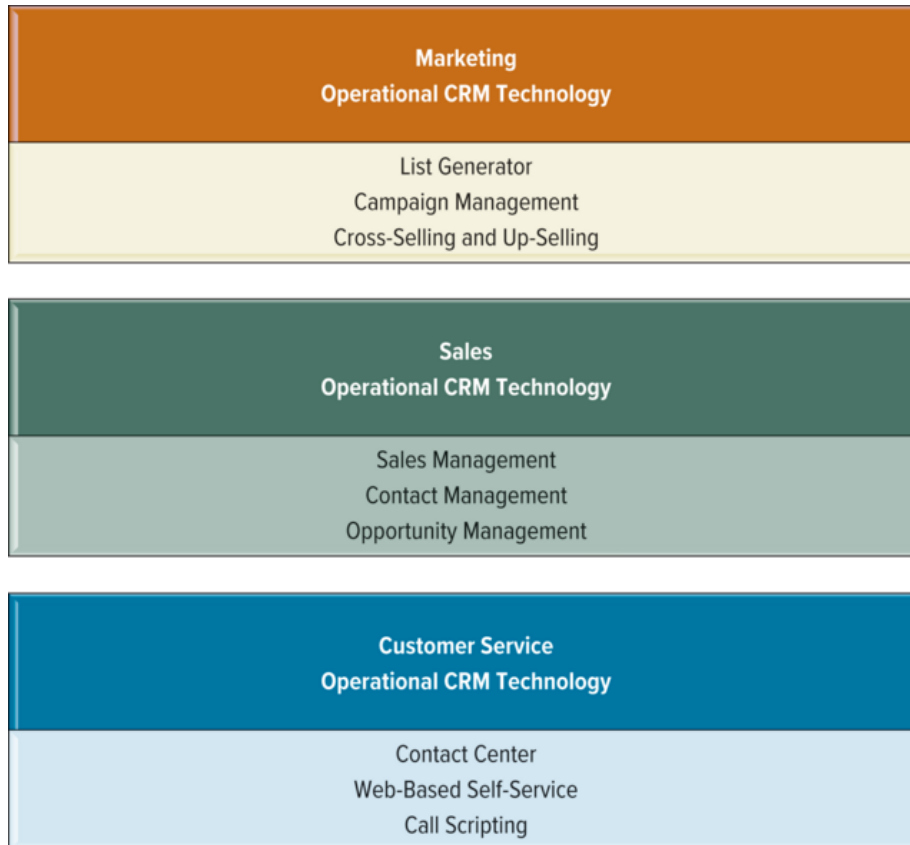 Marketing
Operational CRM Technology
List Generator
Campaign Management
Cross-Selling and Up-Selling
Sales
Operational CRM Technology
Sales Management
Contact Management
Opportunity Management
Customer Service
Operational CRM Technology
Contact Center
Web-Based Self-Service
Call Scripting